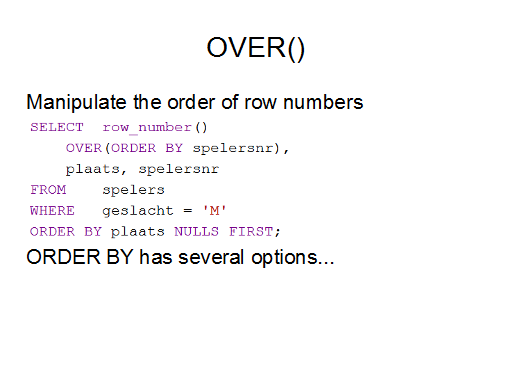 OVER()
Manipulate the order of row numbers
SELECT row_number()
OVER(ORDER BY spelersnr),
plaats, spelersnr
FROM spelers
WHERE geslacht = 'M'
ORDER BY plaats NULLS FIRST;
ORDER BY has several options...